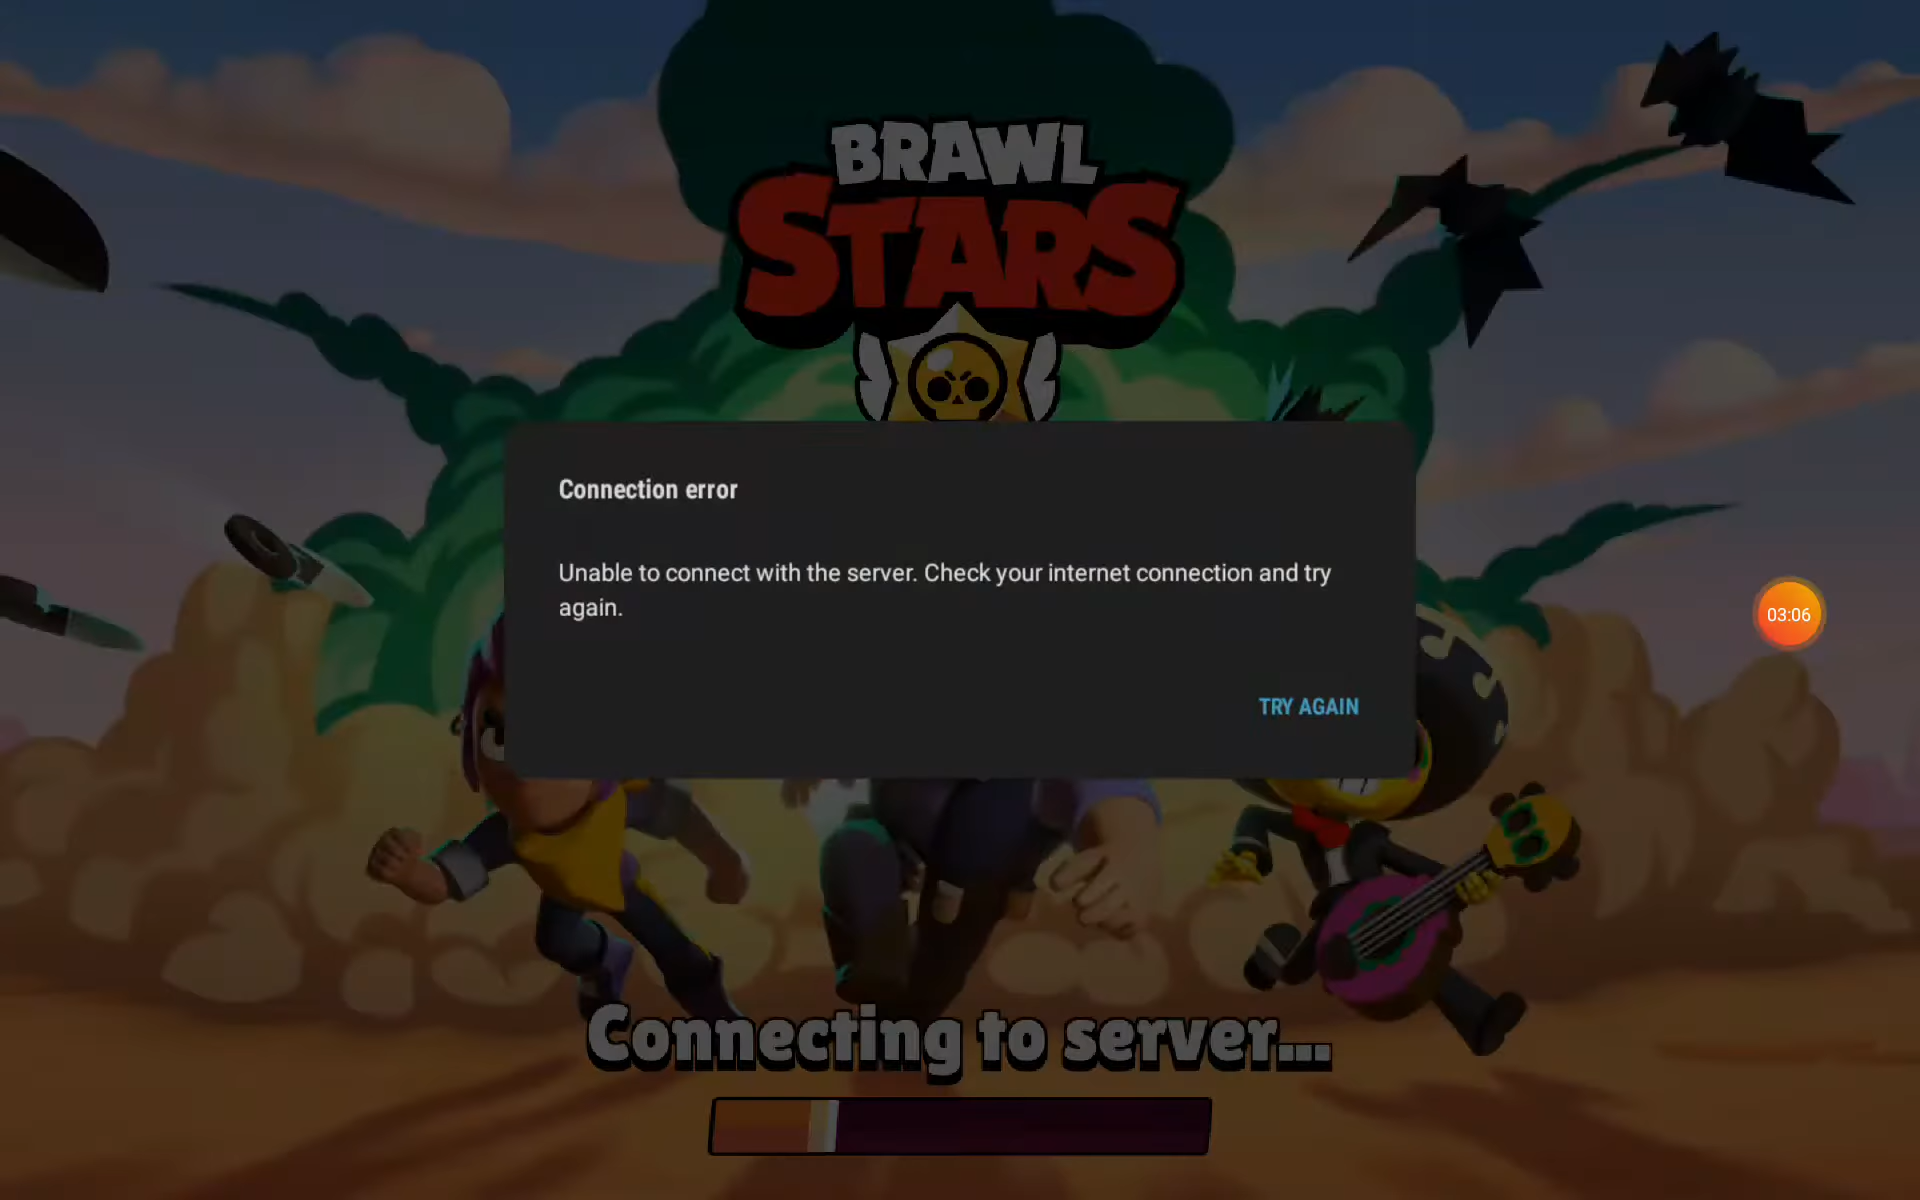 BRAWL
STARS
Connection error
Unable to connect with the server. Check your internet connection and try
again.
03:06
TRY AGAIN
Connecting to server...